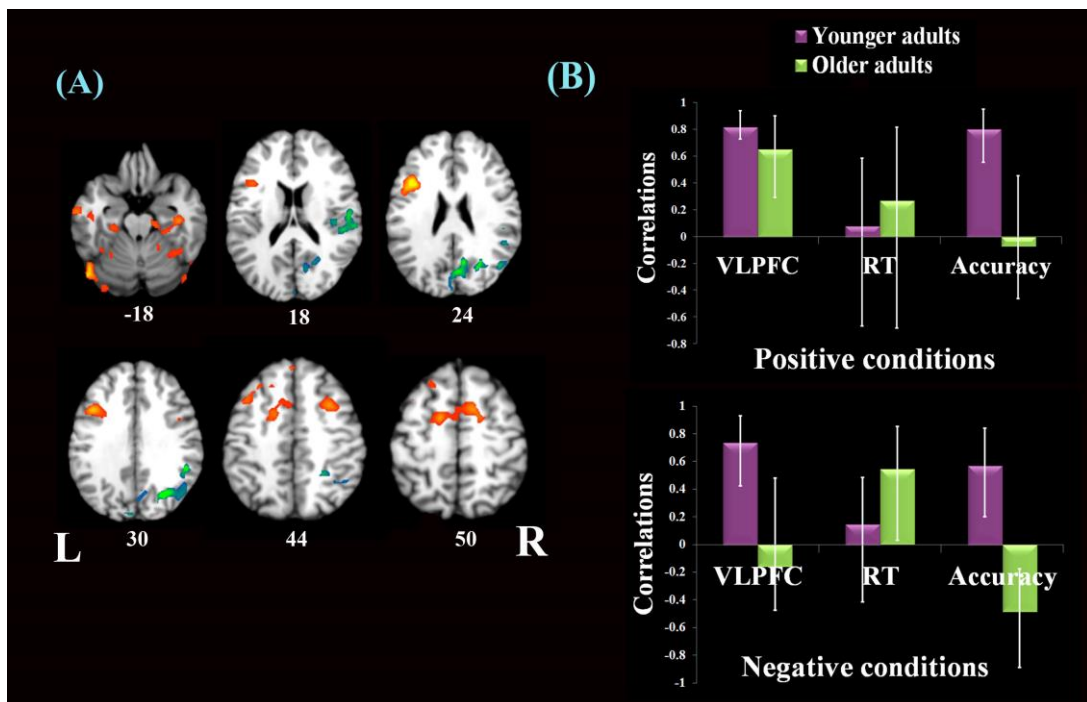 (A)
-18
18
24
30
44
50
L
R
(B)
Younger adults
Older adults
Correlations
1
0.8
0.6
0.4
0.2
0
-0.2
-0.4
-0.6
-0.8
VLPFC
RT
Accuracy
Positive conditions
Correlations
1
0.8
0.6
0.4
0.2
0
-0.2
-0.4
-0.6
-0.8
-1
VLPFC
RT
Accuracy
Negative conditions